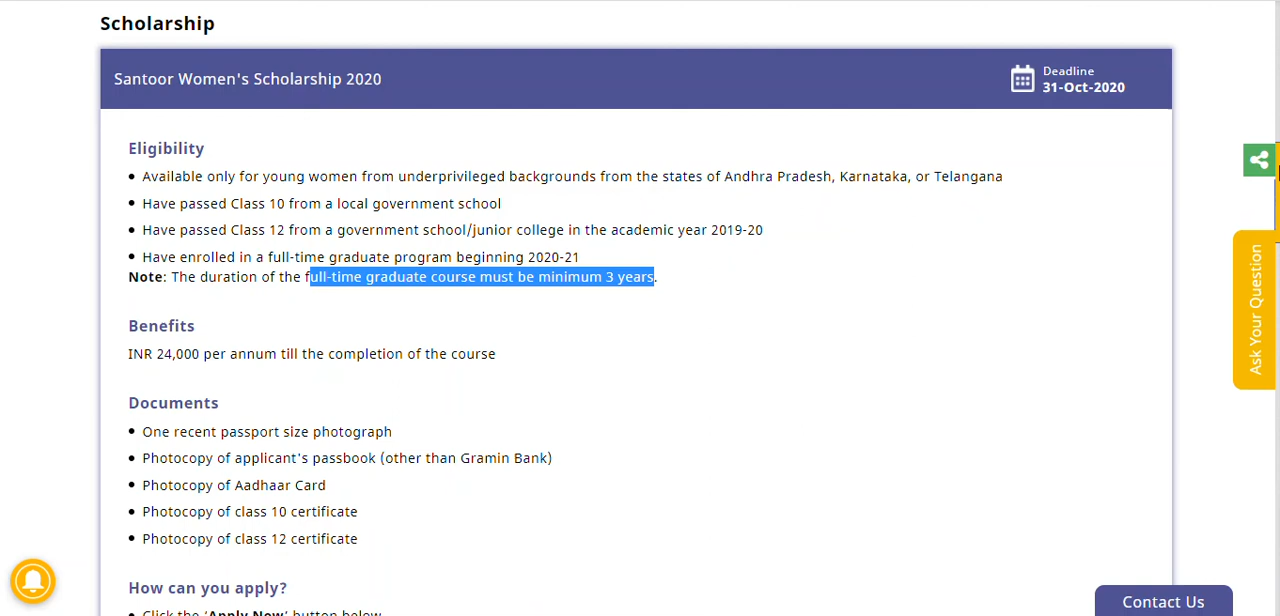 Scholarship
Santoor Women's Scholarship 2020
Deadline
31-Oct-2020
Eligibility
• Available only for young women from underprivileged backgrounds from the states of Andhra Pradesh, Karnataka, or Telangana
• Have passed Class 10 from a local government school
• Have passed Class 12 from a government school/junior college in the academic year 2019-20
• Have enrolled in a full-time graduate program beginning 2020-21
Note: The duration of the full-time graduate course must be minimum 3 years.
Benefits
INR 24,000 per annum till the completion of the course
Documents
• One recent passport size photograph
• Photocopy of applicant's passbook (other than Gramin Bank)
• Photocopy of Aadhaar Card
• Photocopy of class 10 certificate
• Photocopy of class 12 certificate
How can you apply?
• Click the 'Apply Now' button below
Ask Your Question
Contact Us